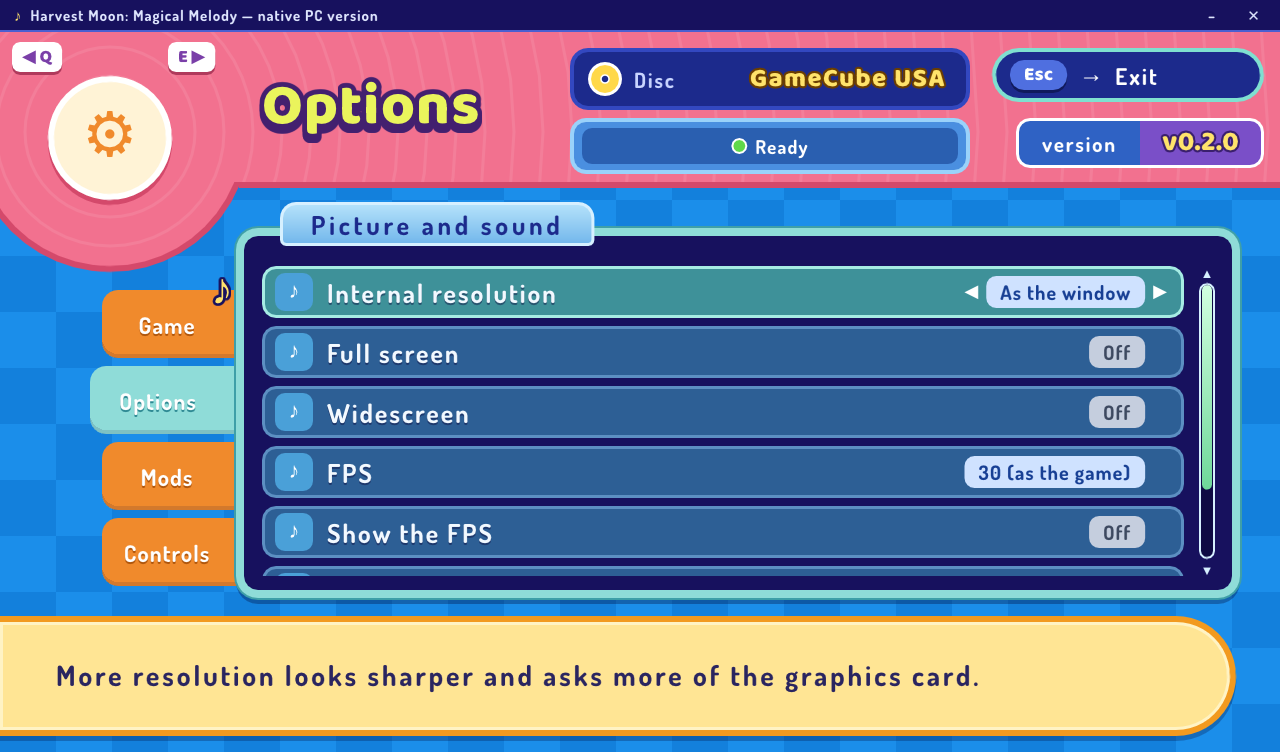 ♪ Harvest Moon: Magical Melody — native PC version
◀ Q
E ▶
Options
Disc GameCube USA
Ready
Esc → Exit
version v0.2.0
Picture and sound
Game
Options
Mods
Controls
♪ Internal resolution ◀ As the window ▶
♪ Full screen Off
♪ Widescreen Off
♪ FPS 30 (as the game)
♪ Show the FPS Off
More resolution looks sharper and asks more of the graphics card.